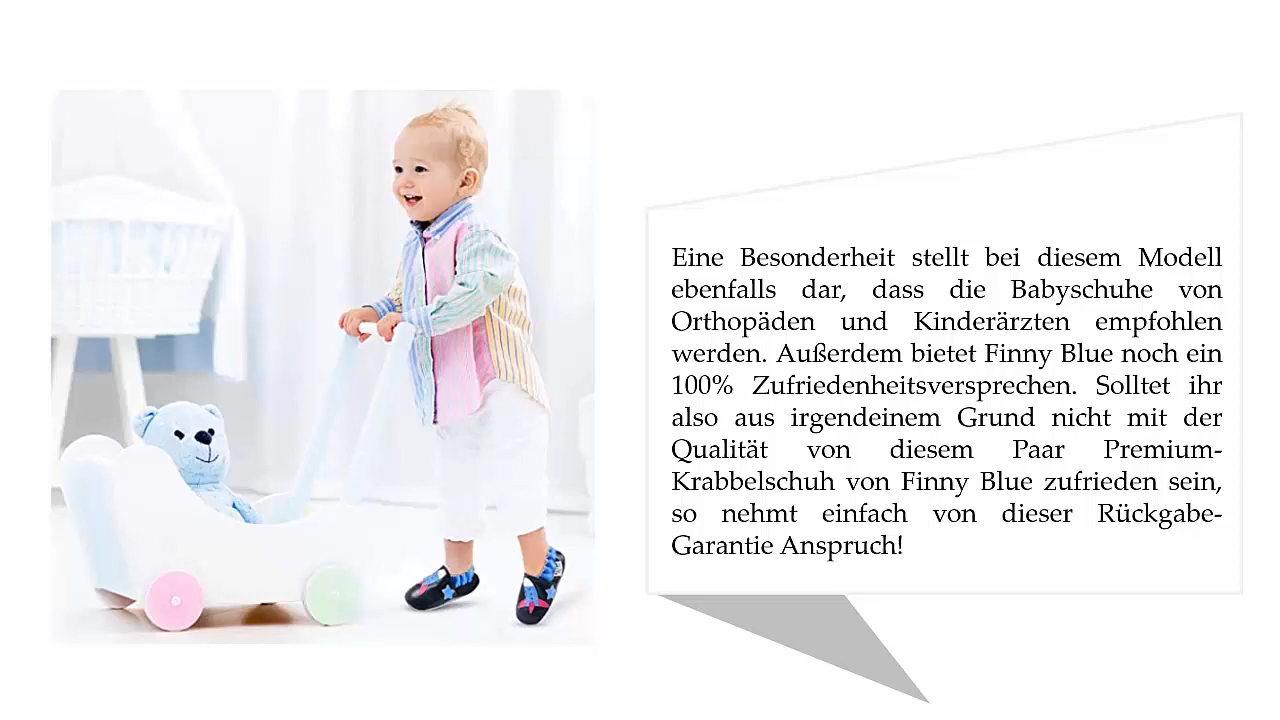 Eine Besonderheit stellt bei diesem Modell
ebenfalls dar, dass die Babyschuhe von
Orthopäden und Kinderärzten empfohlen
werden. Außerdem bietet Finny Blue noch ein
100% Zufriedenheitsversprechen. Solltet ihr
also aus irgendeinem Grund nicht mit der
Qualität von diesem Paar Premium-
Krabbelschuh von Finny Blue zufrieden sein,
so nehmt einfach von dieser Rückgabe-
Garantie Anspruch!